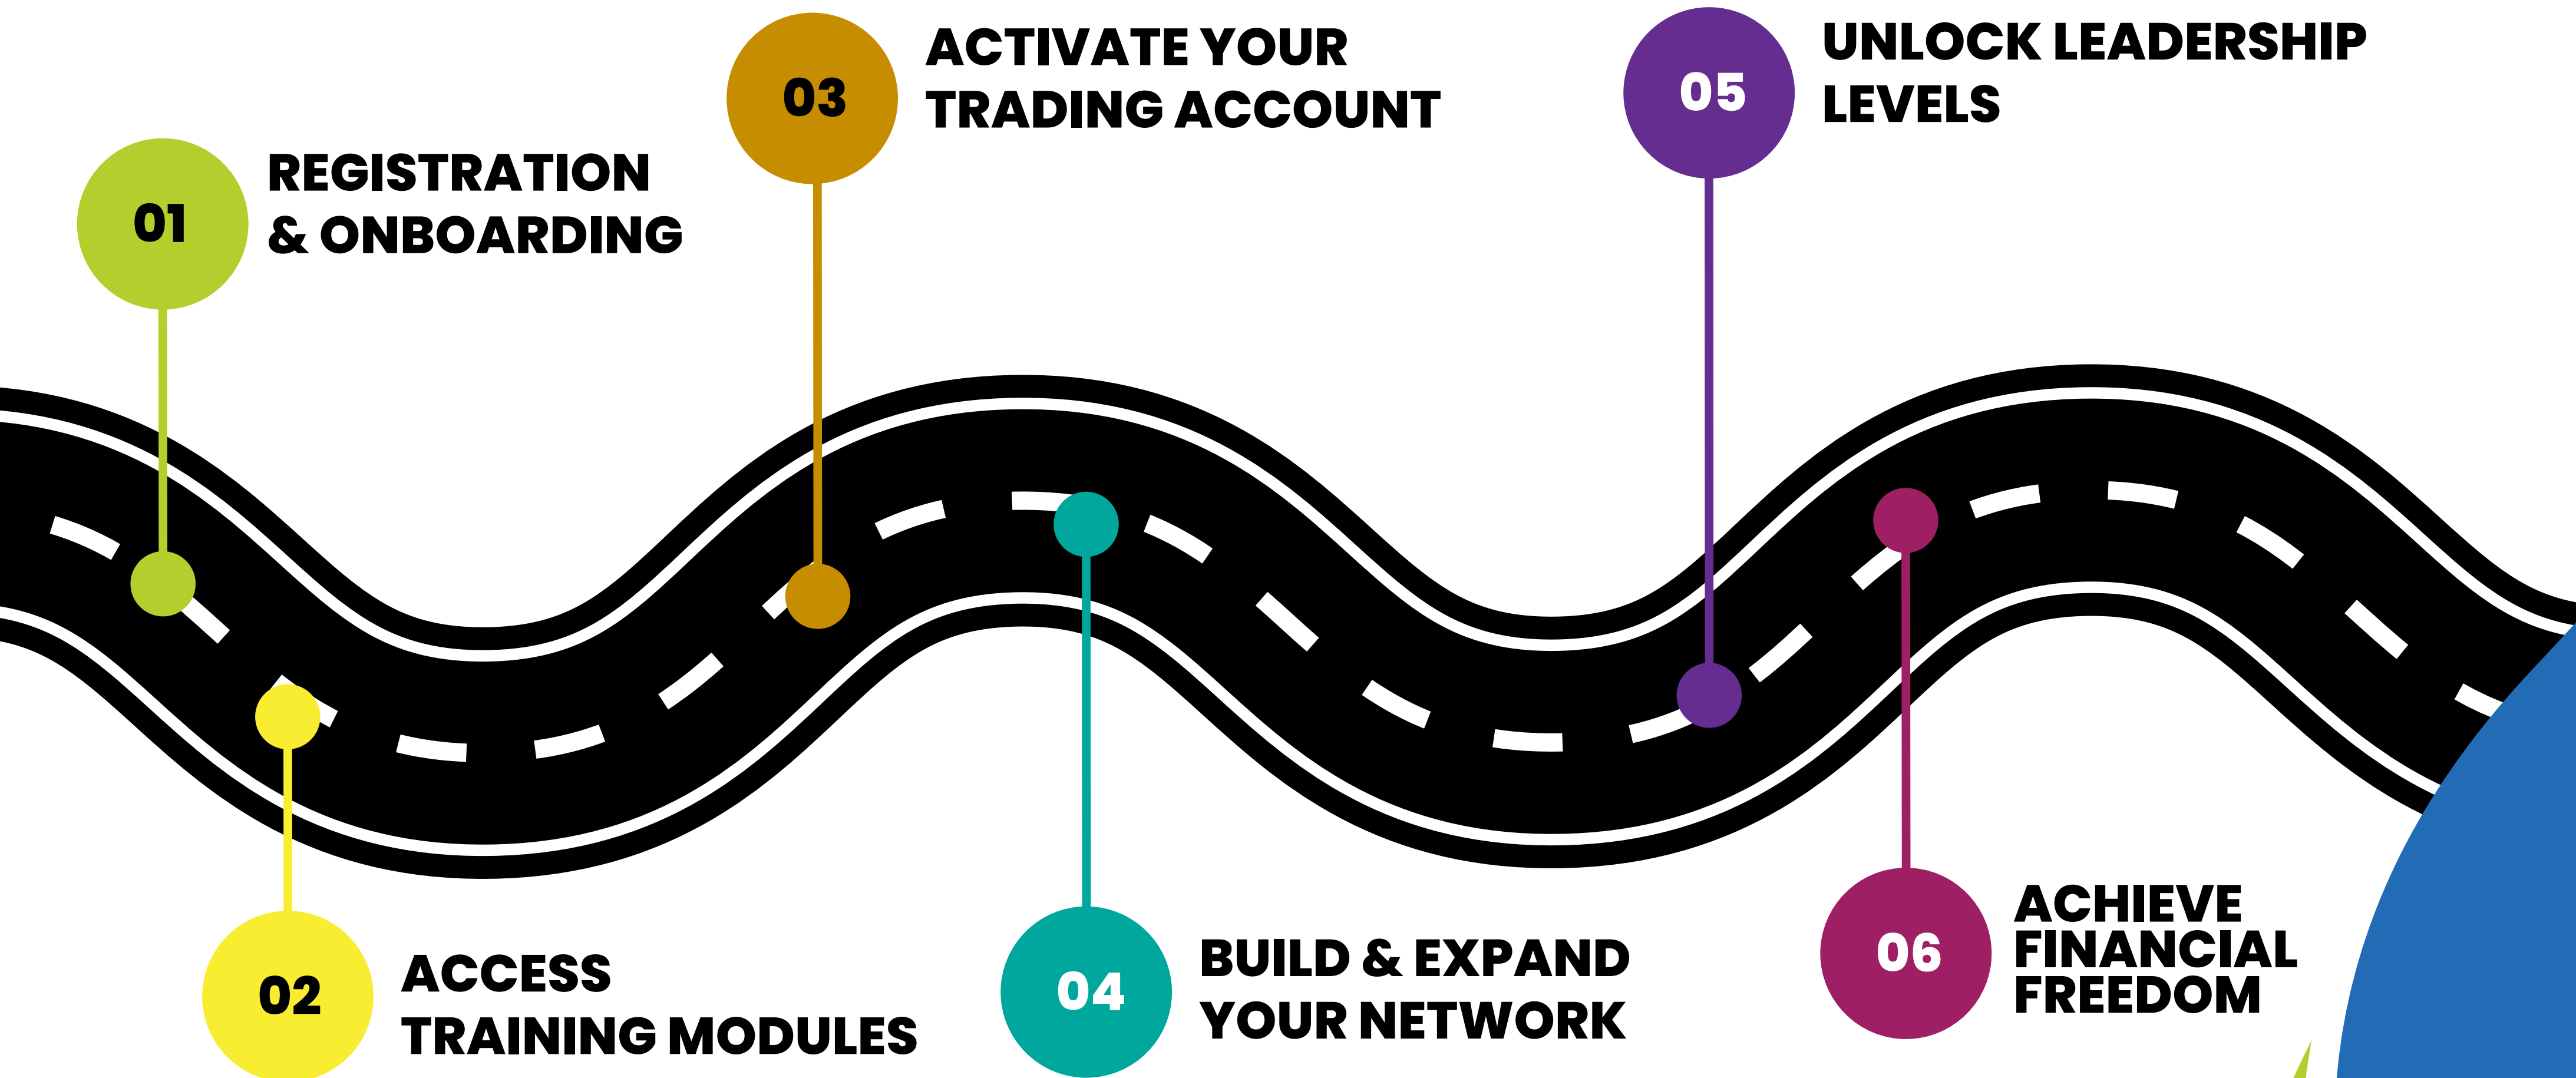 01
REGISTRATION
& ONBOARDING
02
ACCESS
TRAINING MODULES
03
ACTIVATE YOUR
TRADING ACCOUNT
04
BUILD & EXPAND
YOUR NETWORK
05
UNLOCK LEADERSHIP
LEVELS
06
ACHIEVE
FINANCIAL
FREEDOM